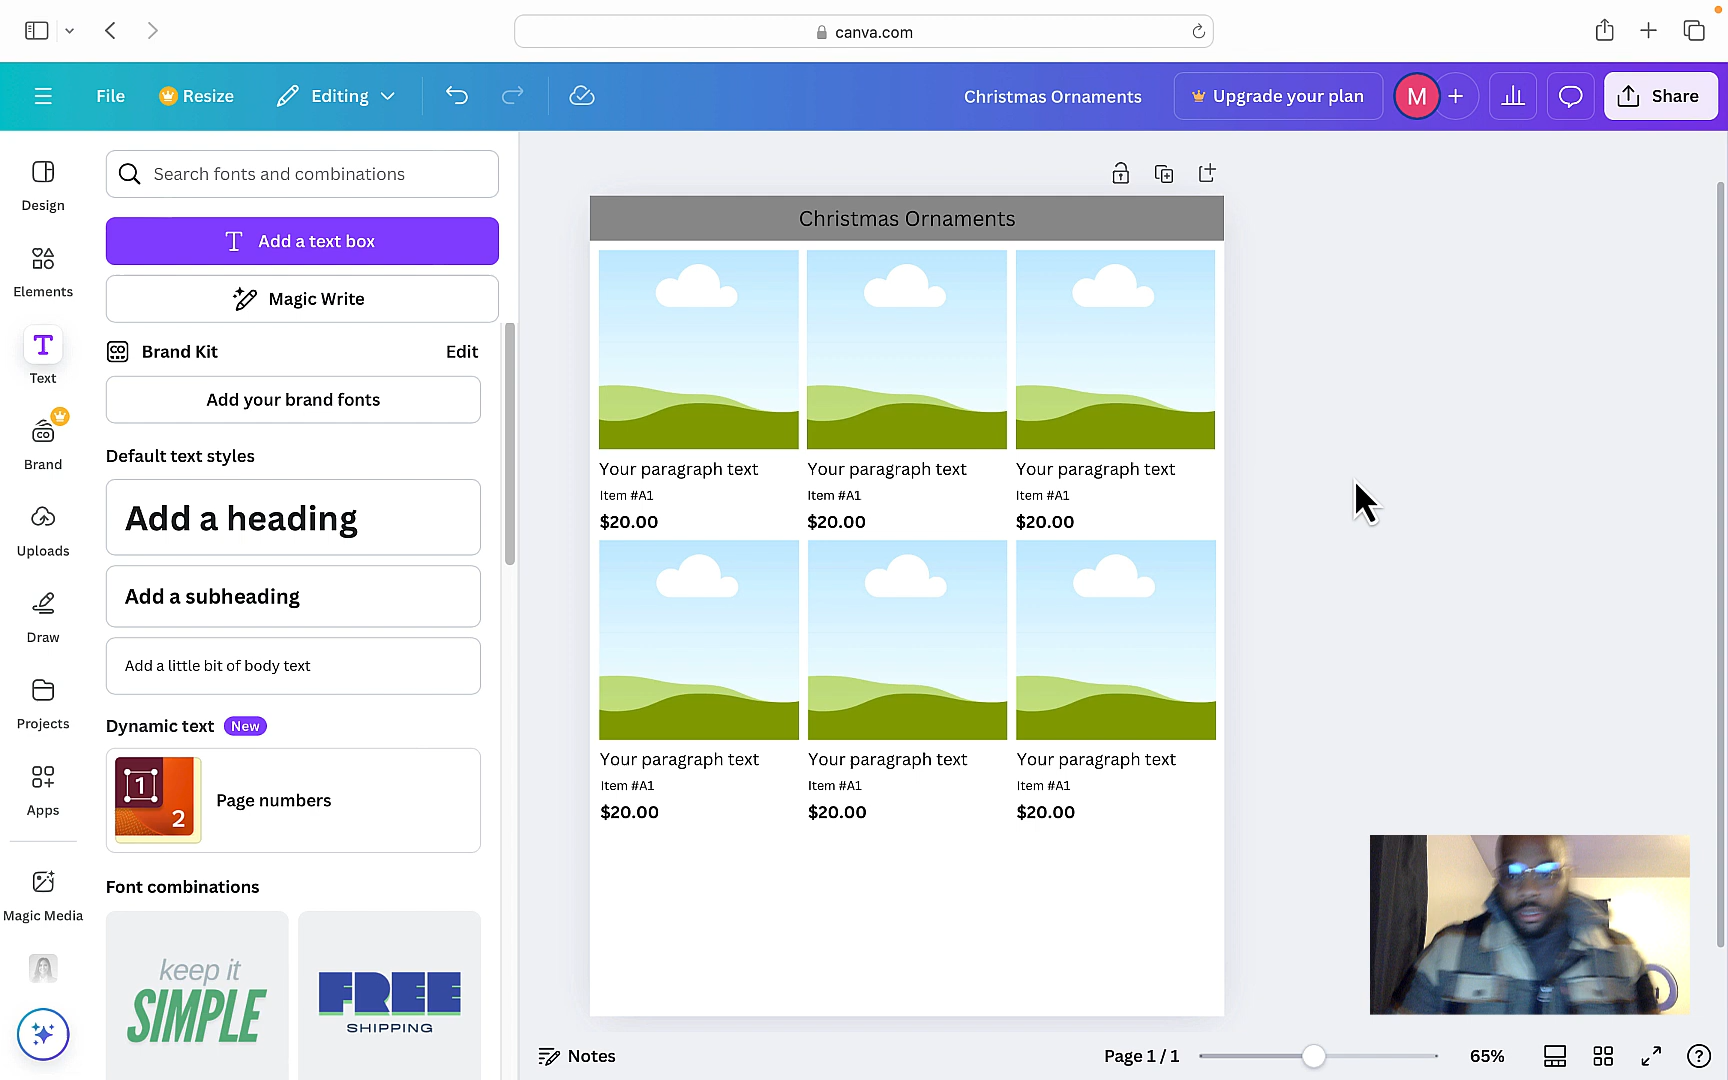 canva.com
File
Resize
Editing
Christmas Ornaments
Upgrade your plan
M
Share
Design
Elements
Text
Brand
Uploads
Draw
Projects
Apps
Magic Media
Search fonts and combinations
Add a text box
Magic Write
Brand Kit
Edit
Add your brand fonts
Default text styles
Add a heading
Add a subheading
Add a little bit of body text
Dynamic text New
1
2
Page numbers
Font combinations
keep it
SIMPLE
FREE
SHIPPING
Christmas Ornaments
Your paragraph text Your paragraph text Your paragraph text
Item #A1 Item #A1 Item #A1
$20.00 $20.00 $20.00
Your paragraph text Your paragraph text Your paragraph text
Item #A1 Item #A1 Item #A1
$20.00 $20.00 $20.00
Notes
Page 1 / 1
65%